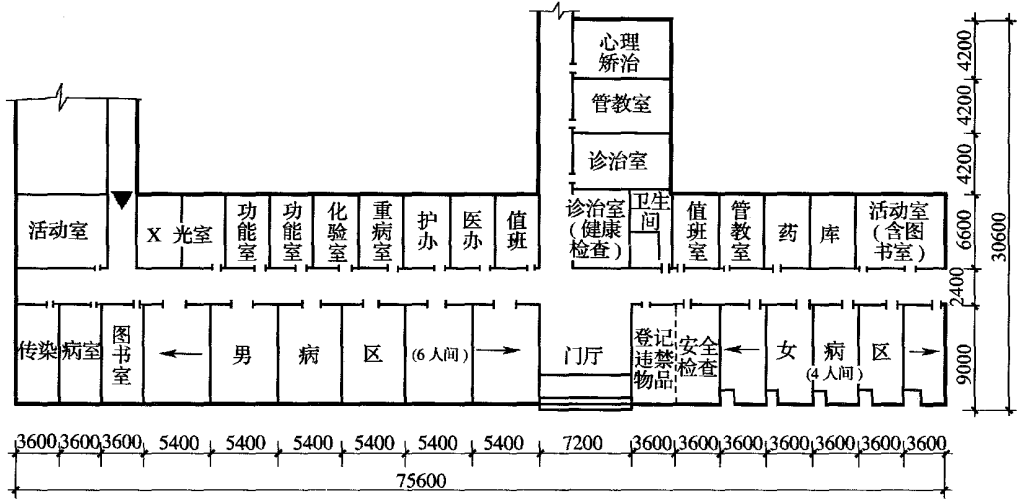 心理
矫治
管教室
诊治室
活动室
X 光室
功能室
功能室
化验室
重病室
护办
医办
值班
诊治室
(健康
检查)
卫生
间
值班室
管教室
药 库
活动室
(含图
书室)
传染 病室
图书室
男 病 区
(6 人间)
门厅
登记
违禁
物品
安全
检查
女 病 区
(4 人间)
4200
4200
4200
6600
2400
9000
30600
3600 3600 3600 5400 5400 5400 5400 5400 5400 7200 3600 3600 3600 3600 3600 3600 3600
75600